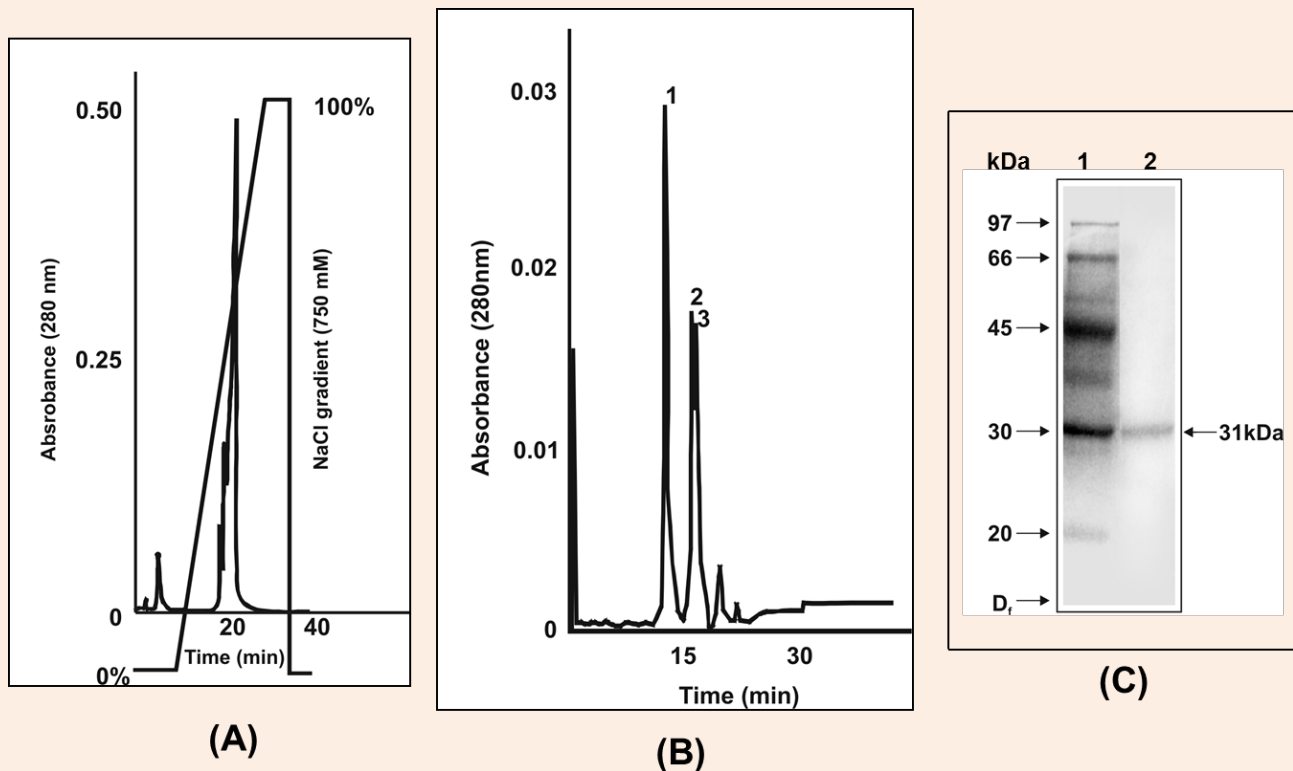 0.50
100%
0.25
0
0%
20
40
Time (min)
Absrobance (280 nm)
NaCl gradient (750 mM)
(A)
0.03
0.02
0.01
0
1
2
3
15
30
Time (min)
Absorbance (280nm)
(B)
kDa 1 2
97
66
45
30
31kDa
20
Df
(C)